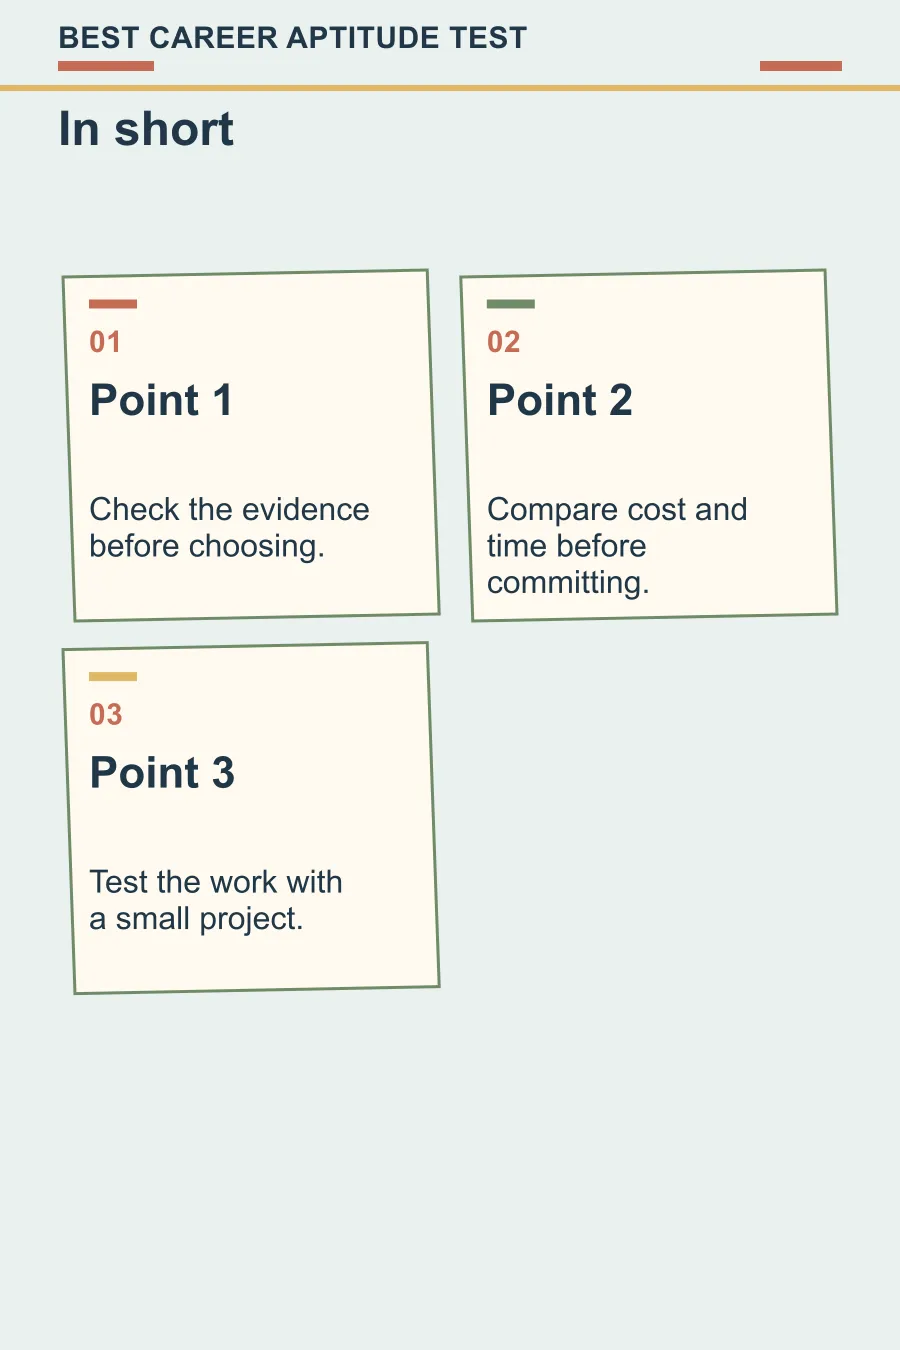 BEST CAREER APTITUDE TEST
In short
01
Point 1
Check the evidence
before choosing.
02
Point 2
Compare cost and
time before
committing.
03
Point 3
Test the work with
a small project.